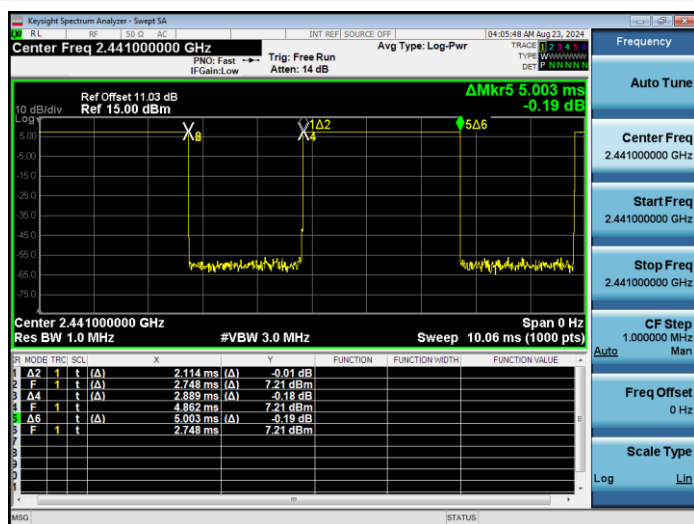 Keysight Spectrum Analyzer - Swept SA
RL RF 50 Ω AC INT REF SOURCE OFF 04:05:48 AM Aug 23, 2024
Center Freq 2.441000000 GHz Avg Type: Log-Pwr TRACE 1 2 3 4 5 6
PNO: Fast Trig: Free Run TYPE WWWWWW
IFGain:Low Atten: 14 dB DET P N N N N N
Frequency
Auto Tune
Center Freq
2.441000000 GHz
Start Freq
2.441000000 GHz
Stop Freq
2.441000000 GHz
CF Step
1.000000 MHz
Auto Man
Freq Offset
0 Hz
Scale Type
Log Lin
ΔMkr5 5.003 ms
-0.19 dB
Ref Offset 11.03 dB
10 dB/div Ref 15.00 dBm
Log
1Δ2
5Δ6
4
5.00
-5.00
-15.0
-25.0
-35.0
-45.0
-55.0
-65.0
-75.0
Center 2.441000000 GHz Span 0 Hz
Res BW 1.0 MHz #VBW 3.0 MHz Sweep 10.06 ms (1000 pts)
MODE TRC SCL X Y FUNCTION FUNCTION WIDTH FUNCTION VALUE
1 Δ2 1 t (Δ) 2.114 ms (Δ) -0.01 dB
2 F 1 t 2.748 ms 7.21 dBm
3 Δ4 1 t (Δ) 2.889 ms (Δ) -0.18 dB
4 F 1 t 4.862 ms 7.21 dBm
5 Δ6 1 t (Δ) 5.003 ms (Δ) -0.19 dB
6 F 1 t 2.748 ms 7.21 dBm
7
8
9
0
1
MSG STATUS